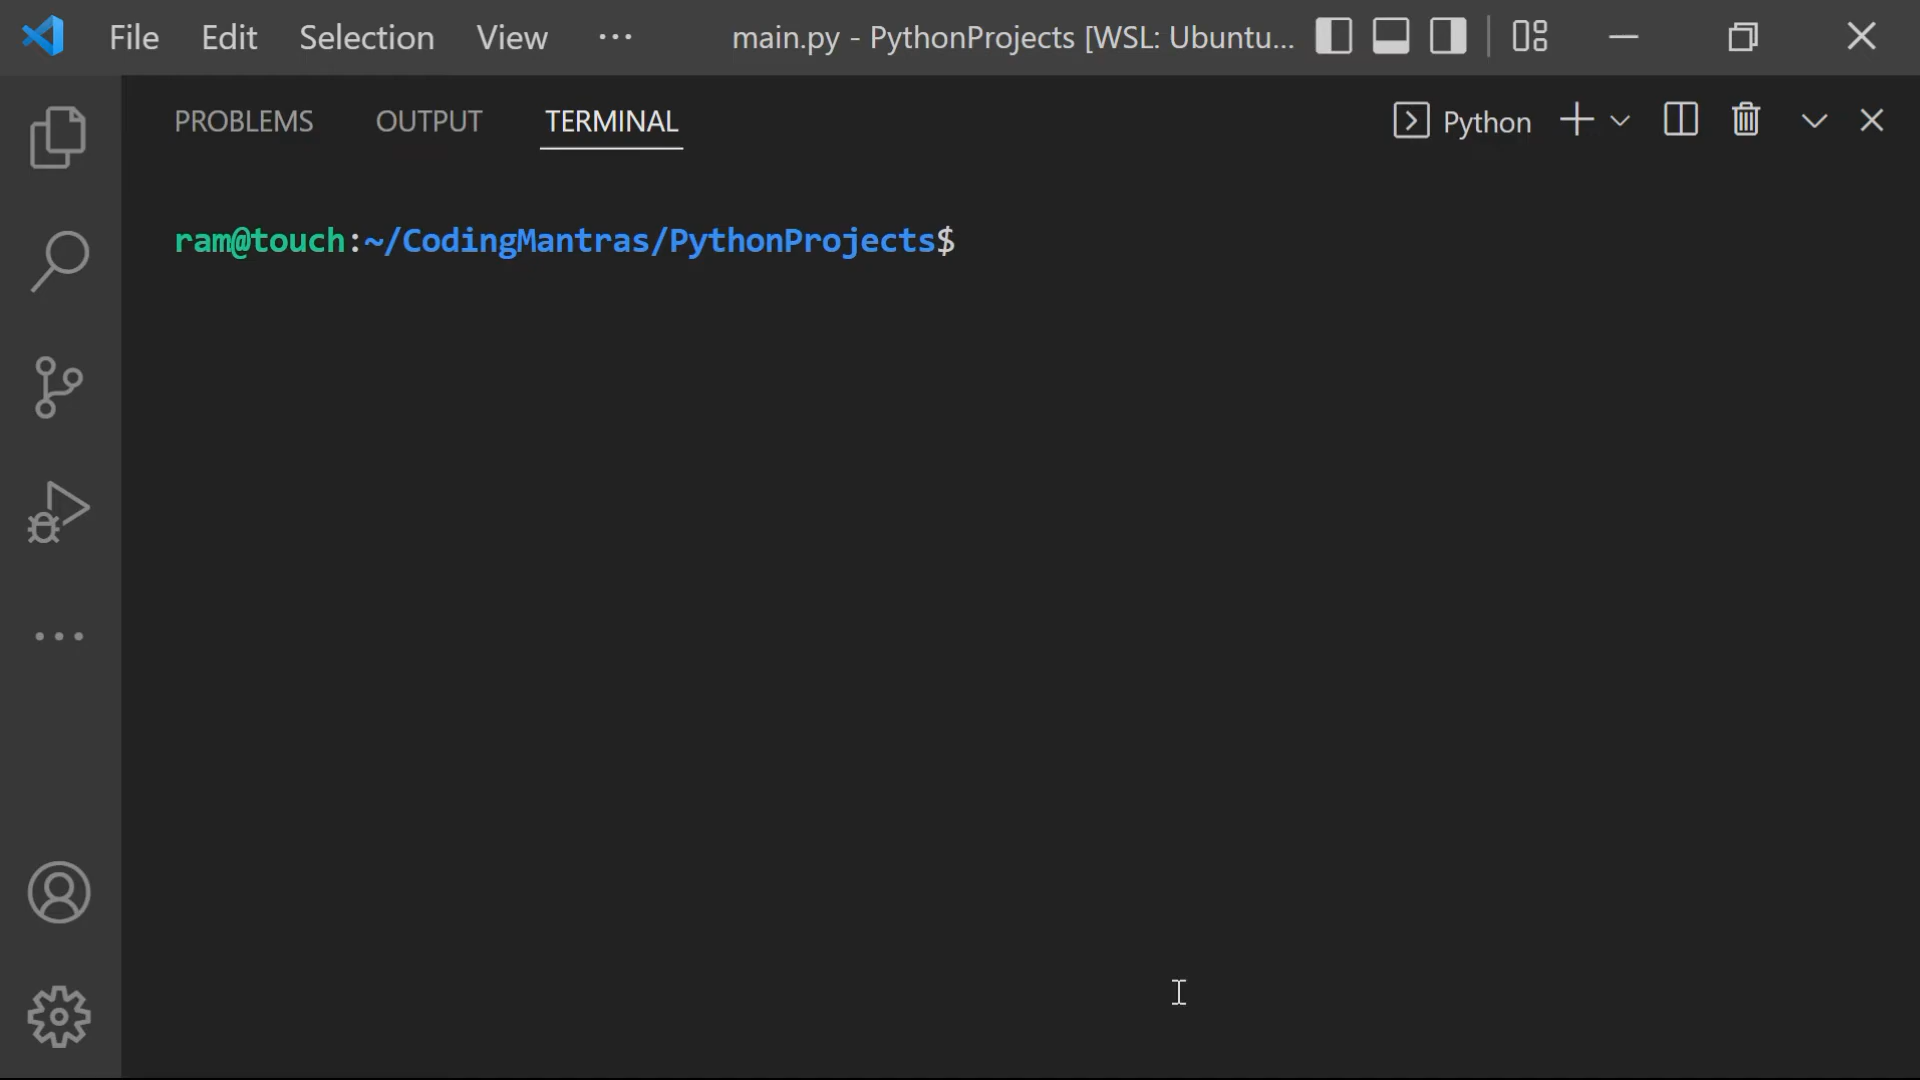 File Edit Selection View ··· main.py - PythonProjects [WSL: Ubuntu...
PROBLEMS OUTPUT TERMINAL Python
ram@touch:~/CodingMantras/PythonProjects$